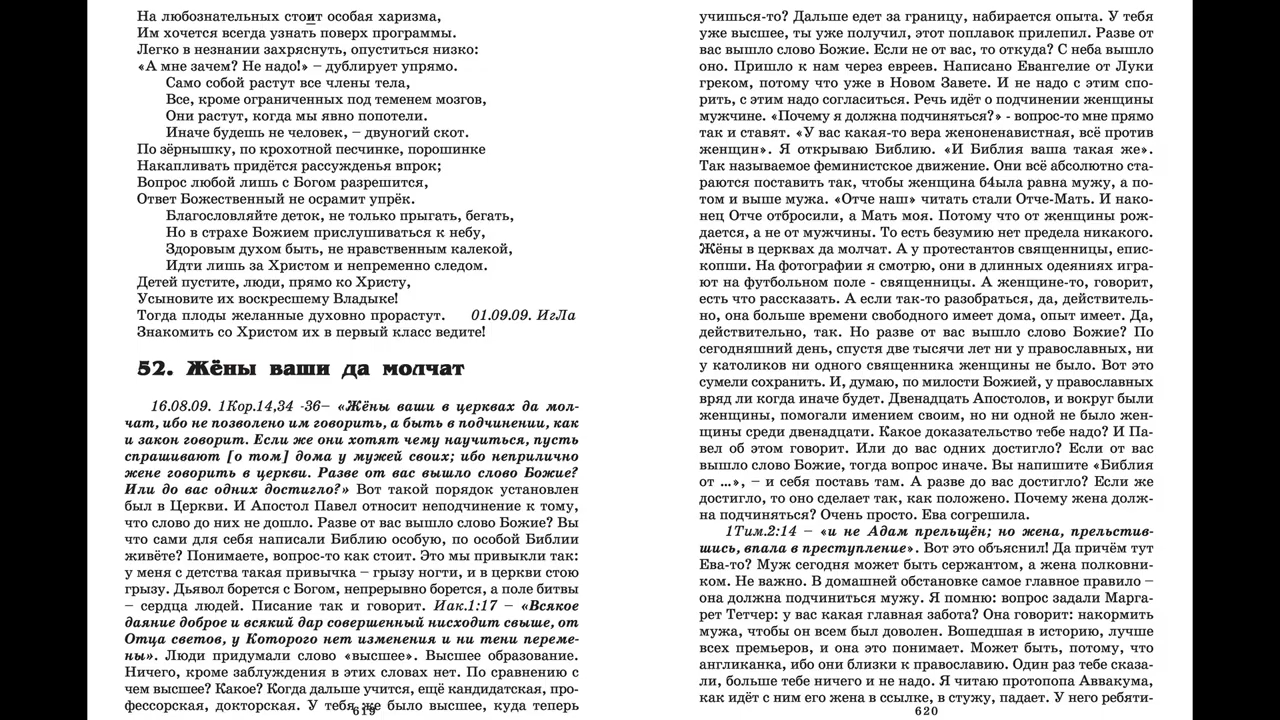 На любознательных стоит особая харизма,
Им хочется всегда узнать поверх программы.
Легко в незнании захряснуть, опуститься низко:
«А мне зачем? Не надо!» – дублирует упрямо.
Само собой растут все члены тела,
Все, кроме ограниченных под теменем мозгов,
Они растут, когда мы явно попотели.
Иначе будешь не человек, – двуногий скот.
По зёрнышку, по крохотной песчинке, порошинке
Накапливать придётся рассужденья впрок;
Вопрос любой лишь с Богом разрешится,
Ответ Божественный не осрамит упрёк.
Благословляйте деток, не только прыгать, бегать,
Но в страхе Божием прислушиваться к небу,
Здоровым духом быть, не нравственным калекой,
Идти лишь за Христом и непременно следом.
Детей пустите, люди, прямо ко Христу,
Усыновите их воскресшему Владыке!
Тогда плоды желанные духовно прорастут. 01.09.09. ИгЛа
Знакомить со Христом их в первый класс ведите!
52. Жёны ваши да молчат
16.08.09. 1Кор.14,34 -36– «Жёны ваши в церквах да мол-
чат, ибо не позволено им говорить, а быть в подчинении, как
и закон говорит. Если же они хотят чему научиться, пусть
спрашивают [о том] дома у мужей своих; ибо неприлично
жене говорить в церкви. Разве от вас вышло слово Божие?
Или до вас одних достигло?» Вот такой порядок установлен
был в Церкви. И Апостол Павел относит неподчинение к тому,
что слово до них не дошло. Разве от вас вышло слово Божие? Вы
что сами для себя написали Библию особую, по особой Библии
живёте? Понимаете, вопрос-то как стоит. Это мы привыкли так:
у меня с детства такая привычка – грызу ногти, и в церкви стою
грызу. Дьявол борется с Богом, непрерывно борется, а поле битвы
– сердца людей. Писание так и говорит. Иак.1:17 – «Всякое
даяние доброе и всякий дар совершенный нисходит свыше, от
Отца светов, у Которого нет изменения и ни тени переме-
ны». Люди придумали слово «высшее». Высшее образование.
Ничего, кроме заблуждения в этих словах нет. По сравнению с
чем высшее? Какое? Когда дальше учится, ещё кандидатская, про-
фессорская, докторская. У тебя уже было высшее, куда теперь
619
учишься-то? Дальше едет за границу, набирается опыта. У тебя
уже высшее, ты уже получил, этот поплавок прилепил. Разве от
вас вышло слово Божие. Если не от вас, то откуда? С неба вышло
оно. Пришло к нам через евреев. Написано Евангелие от Луки
греком, потому что уже в Новом Завете. И не надо с этим спо-
рить, с этим надо согласиться. Речь идёт о подчинении женщины
мужчине. «Почему я должна подчиняться?» - вопрос-то мне прямо
так и ставят. «У вас какая-то вера женоненавистная, всё против
женщин». Я открываю Библию. «И Библия ваша такая же».
Так называемое феминистское движение. Они всё абсолютно ста-
раются поставить так, чтобы женщина б4ыла равна мужу, а по-
том и выше мужа. «Отче наш» читать стали Отче-Мать. И нако-
нец Отче отбросили, а Мать моя. Потому что от женщины рож-
дается, а не от мужчины. То есть безумию нет предела никакого.
Жёны в церквах да молчат. А у протестантов священницы, епис-
копши. На фотографии я смотрю, они в длинных одеяниях игра-
ют на футбольном поле - священницы. А женщине-то, говорит,
есть что рассказать. А если так-то разобраться, да, действитель-
но, она больше времени свободного имеет дома, опыт имеет. Да,
действительно, так. Но разве от вас вышло слово Божие? По
сегодняшний день, спустя две тысячи лет ни у православных, ни
у католиков ни одного священника женщины не было. Вот это
сумели сохранить. И, думаю, по милости Божией, у православных
вряд ли когда иначе будет. Двенадцать Апостолов, и вокруг были
женщины, помогали имением своим, но ни одной не было жен-
щины среди двенадцати. Какое доказательство тебе надо? И Па-
вел об этом говорит. Или до вас одних достигло? Если от вас
вышло слово Божие, тогда вопрос иначе. Вы напишите «Библия
от ...», – и себя поставь там. А разве до вас достигло? Если же
достигло, то оно сделает так, как положено. Почему жена долж-
на подчиняться? Очень просто. Ева согрешила.
1Тим.2:14 – «и не Адам прельщён; но жена, прельстив-
шись, впала в преступление». Вот это объяснил! Да причём тут
Ева-то? Муж сегодня может быть сержантом, а жена полковни-
ком. Не важно. В домашней обстановке самое главное правило –
она должна подчиниться мужу. Я помню: вопрос задали Марга-
рет Тетчер: у вас какая главная забота? Она говорит: накормить
мужа, чтобы он всем был доволен. Вошедшая в историю, лучше
всех премьеров, и она это понимает. Может быть, потому, что
англиканка, ибо они близки к православию. Один раз тебе сказа-
ли, больше тебе ничего и не надо. Я читаю протопопа Аввакума,
как идёт с ним его жена в ссылке, в стужу, падает. У него ребяти-
620